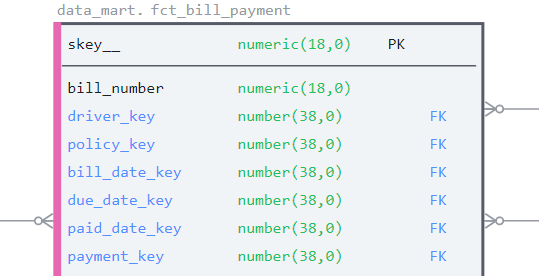 data_mart. fct_bill_payment
skey__ numeric(18,0) PK
bill_number numeric(18,0)
driver_key number(38,0) FK
policy_key number(38,0) FK
bill_date_key number(38,0) FK
due_date_key number(38,0) FK
paid_date_key number(38,0) FK
payment_key number(38,0) FK